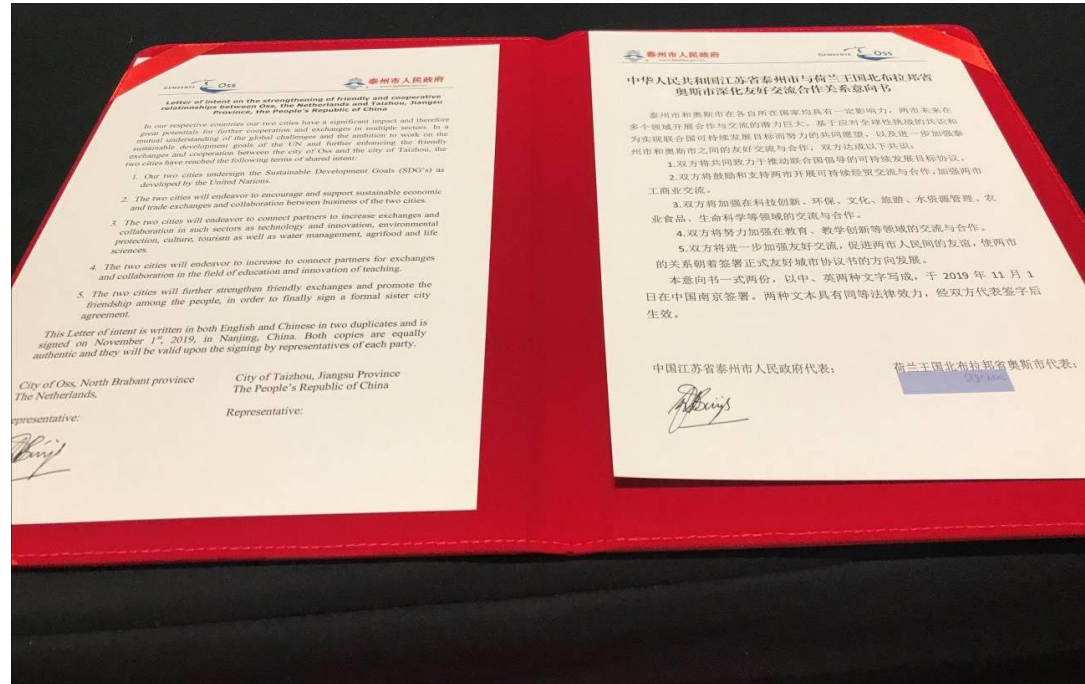 GEMEENTE Oss
泰州市人民政府
Letter of intent on the strengthening of friendly and cooperative
relationships between Oss, the Netherlands and Taizhou, Jiangsu
Province, the People's Republic of China
In our respective countries our two cities have a significant impact and therefore
great potentials for further cooperation and exchanges in multiple sectors. In a
mutual understanding of the global challenges and the ambition to work on the
sustainable development goals of the UN and further enhancing the friendly
exchanges and cooperation between the city of Oss and the city of Taizhou, the
two cities have reached the following terms of shared intent:
1. Our two cities undersign the Sustainable Development Goals (SDG's) as
developed by the United Nations.
2. The two cities will endeavor to encourage and support sustainable economic
and trade exchanges and collaboration between business of the two cities.
3. The two cities will endeavor to connect partners to increase exchanges and
collaboration in such sectors as technology and innovation, environmental
protection, culture, tourism as well as water management, agrifood and life
sciences.
4. The two cities will endeavor to increase to connect partners for exchanges
and collaboration in the field of education and innovation of teaching.
5. The two cities will further strengthen friendly exchanges and promote the
friendship among the people, in order to finally sign a formal sister city
agreement.
This Letter of intent is written in both English and Chinese in two duplicates and is
signed on November 1st, 2019, in Nanjing, China. Both copies are equally
authentic and they will be valid upon the signing by representatives of each party.
City of Oss, North Brabant province
The Netherlands,
epresentative:
City of Taizhou, Jiangsu Province
The People's Republic of China
Representative:
泰州市人民政府
GEMEENTE Oss
中华人民共和国江苏省泰州市与荷兰王国北布拉邦省
奥斯市深化友好交流合作关系意向书
泰州市和奥斯市在各自所在国家均具有一定影响力，两市未来在
多个领域开展合作与交流的潜力巨大。基于应对全球性挑战的共识和
为实现联合国可持续发展目标而努力的共同愿望，以及进一步加强泰
州市和奥斯市之间的友好交流与合作，双方达成以下共识：
1.双方将共同致力于推动联合国倡导的可持续发展目标协议。
2.双方将鼓励和支持两市开展可持续经贸交流与合作，加强两市
工商业交流。
3.双方将加强在科技创新、环保、文化、旅游、水资源管理、农
业食品、生命科学等领域的交流与合作。
4.双方将努力加强在教育、教学创新等领域的交流与合作。
5.双方将进一步加强友好交流，促进两市人民间的友谊，使两市
的关系朝着签署正式友好城市协议书的方向发展。
本意向书一式两份，以中、英两种文字写成，于 2019 年 11 月 1
日在中国南京签署。两种文本具有同等法律效力，经双方代表签字后
生效。
中国江苏省泰州市人民政府代表：
荷兰王国北布拉邦省奥斯市代表：